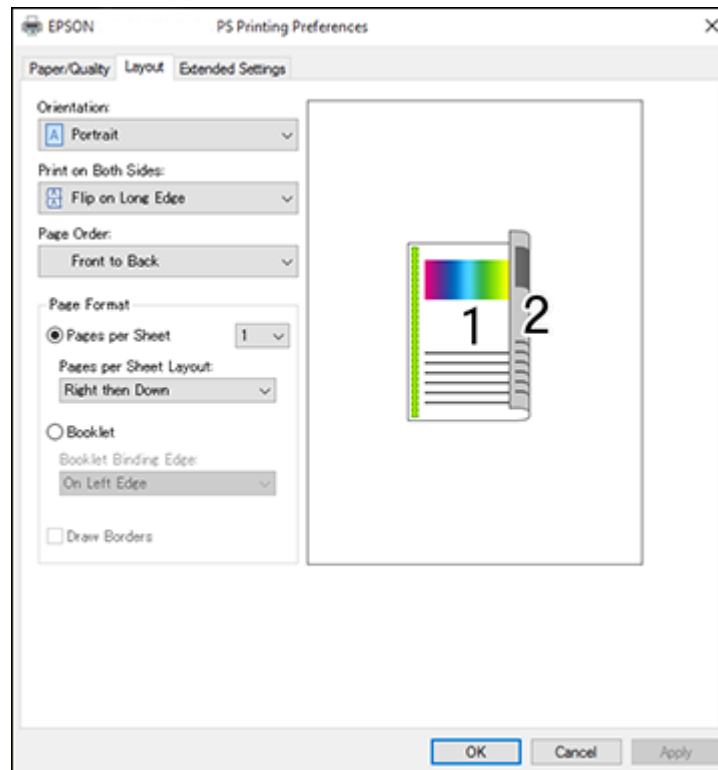 EPSON PS Printing Preferences
Paper/Quality Layout Extended Settings
Orientation:
A Portrait
Print on Both Sides:
Flip on Long Edge
Page Order:
Front to Back
Page Format
Pages per Sheet 1
Pages per Sheet Layout:
Right then Down
Booklet
Booklet Binding Edge:
On Left Edge
Draw Borders
1 2
OK Cancel Apply